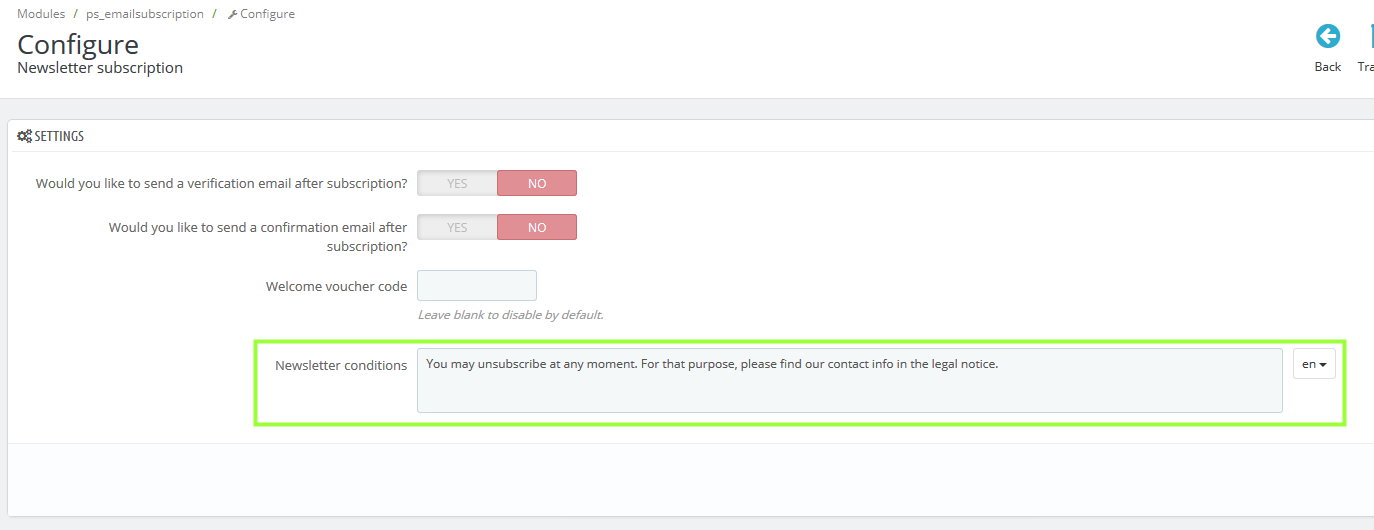 Modules / ps_emailsubscription / Configure
Configure
Newsletter subscription
Back
SETTINGS
Would you like to send a verification email after subscription? YES NO
Would you like to send a confirmation email after YES NO
subscription?
Welcome voucher code
Leave blank to disable by default.
Newsletter conditions You may unsubscribe at any moment. For that purpose, please find our contact info in the legal notice. en